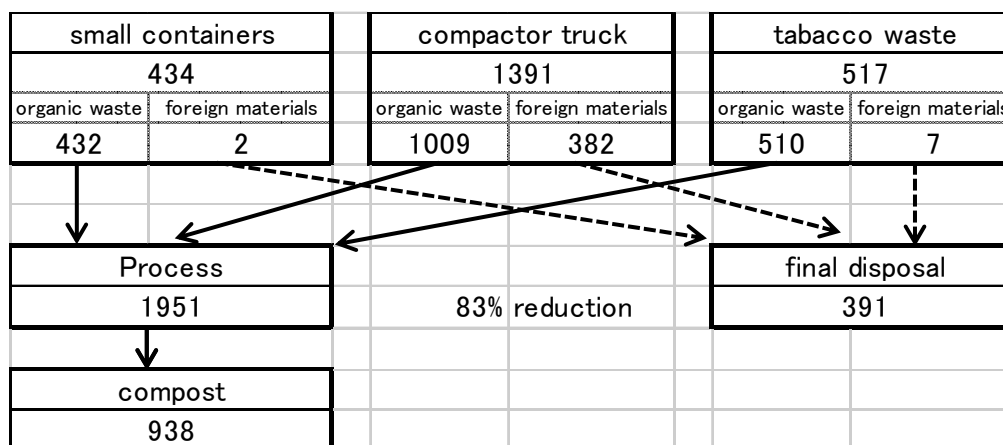 small containers compactor truck tabacco waste
434 1391 517
organic waste foreign materials organic waste foreign materials organic waste foreign materials
432 2 1009 382 510 7
Process final disposal
1951 83% reduction 391
compost
938